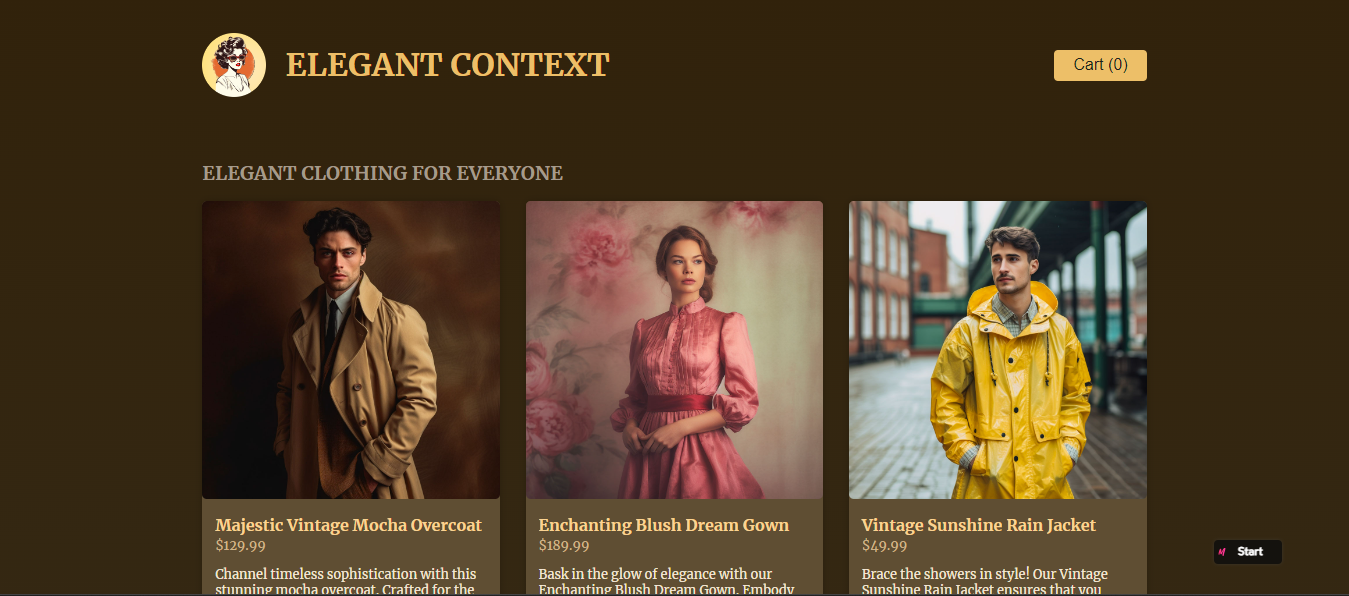 ELEGANT CONTEXT
Cart (0)
ELEGANT CLOTHING FOR EVERYONE
Majestic Vintage Mocha Overcoat
$129.99
Channel timeless sophistication with this
stunning mocha overcoat. Crafted for the
Enchanting Blush Dream Gown
$189.99
Bask in the glow of elegance with our
Enchanting Blush Dream Gown. Embody
Vintage Sunshine Rain Jacket
$49.99
Brace the showers in style! Our Vintage
Sunshine Rain Jacket ensures that you
Start